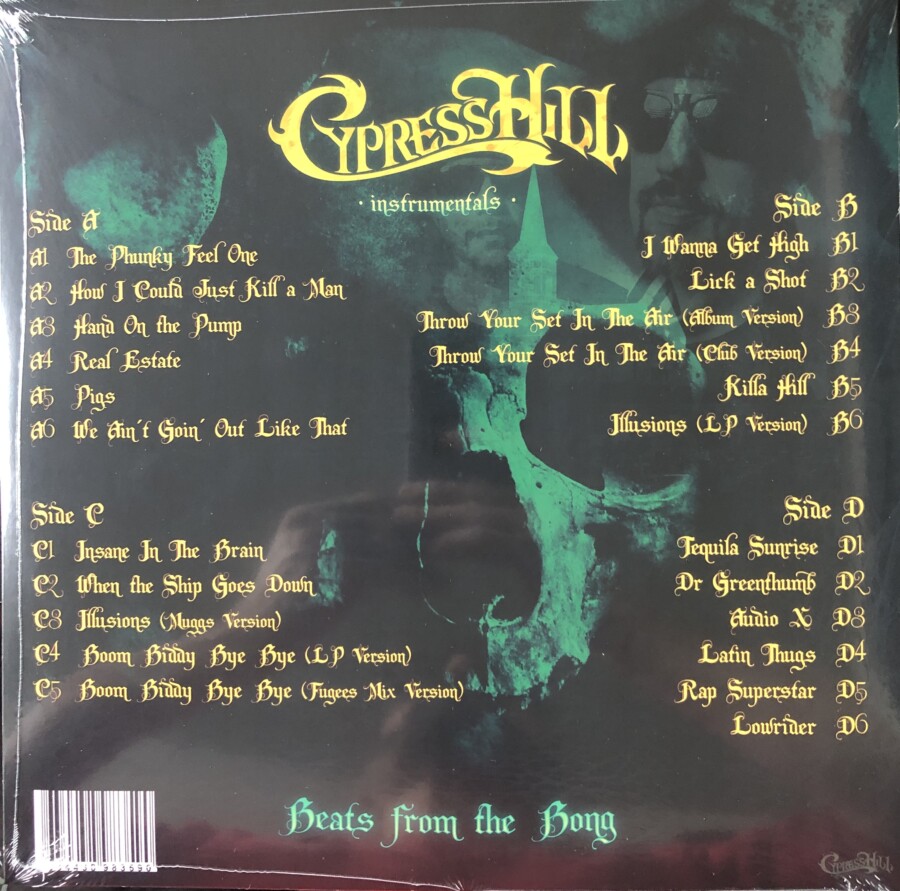 CYPRESS HILL
· instrumentals ·
Side A
A1 The Phunky Feel One
A2 How I Could Just Kill a Man
A3 Hand On the Pump
A4 Real Estate
A5 Pigs
A6 We Ain't Goin' Out Like That
Side B
I Wanna Get High B1
Lick a Shot B2
Throw Your Set In The Air (Album Version) B3
Throw Your Set In The Air (Club Version) B4
Killa Hill B5
Illusions (LP Version) B6
Side C
C1 Insane In The Brain
C2 When the Ship Goes Down
C3 Illusions (Muggs Version)
C4 Boom Biddy Bye Bye (LP Version)
C5 Boom Biddy Bye Bye (Fugees Mix Version)
Side D
Tequila Sunrise D1
Dr Greenthumb D2
Audio X D3
Latin Thugs D4
Rap Superstar D5
Lowrider D6
Beats from the Bong
CYPRESS HILL